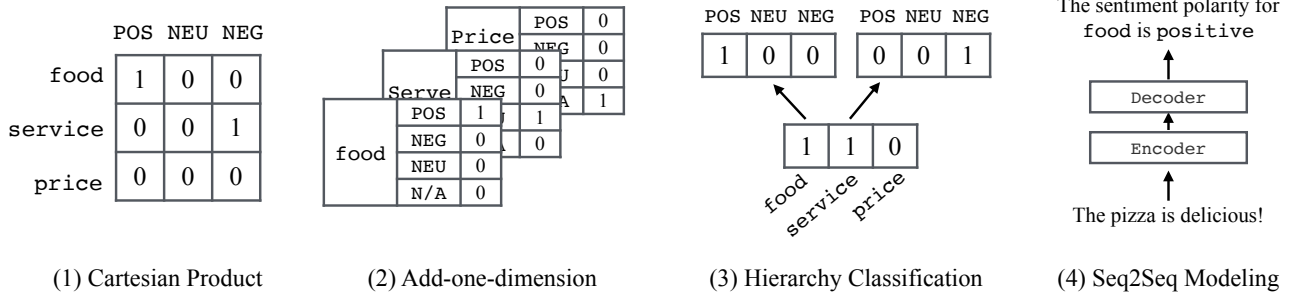 POS NEU NEG
food 1 0 0
service 0 0 1
price 0 0 0
(1) Cartesian Product
Price
POS 0
NEG 0
0
1
Serve
POS 0
NEG 0
1
0
food
POS 1
NEG 0
NEU 0
N/A 0
(2) Add-one-dimension
POS NEU NEG POS NEU NEG
1 0 0 0 0 1
1 1 0
food service price
(3) Hierarchy Classification
The sentiment polarity for
food is positive
Decoder
Encoder
The pizza is delicious!
(4) Seq2Seq Modeling